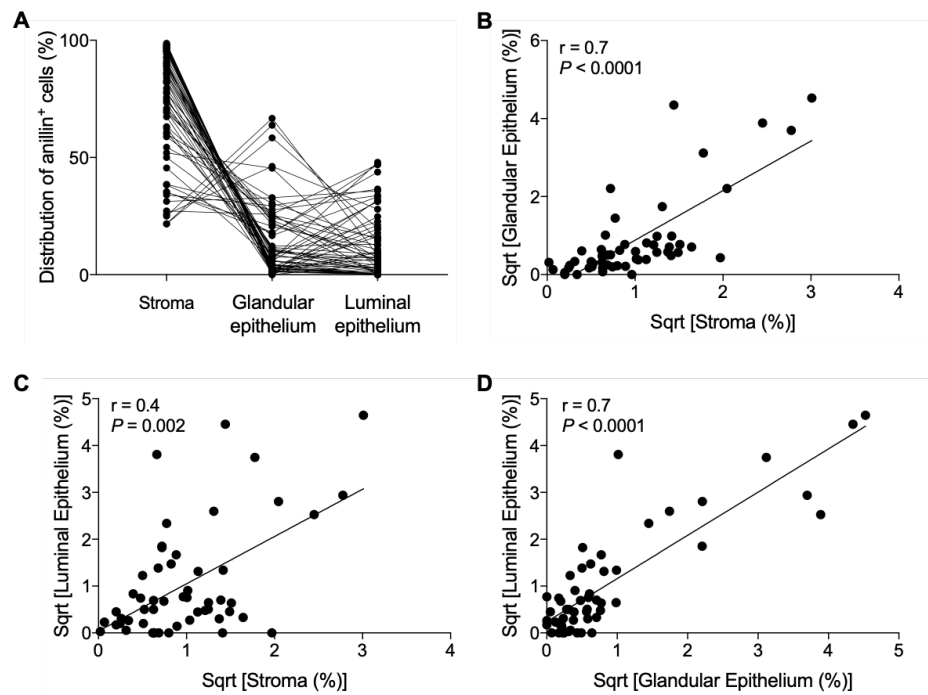 A
Distribution of anillin⁺ cells (%)
100
50
0
Stroma
Glandular
epithelium
Luminal
epithelium
B
Sqrt [Glandular Epithelium (%)]
6
4
2
0
r = 0.7
P < 0.0001
0 1 2 3 4
Sqrt [Stroma (%)]
C
Sqrt [Luminal Epithelium (%)]
5
4
3
2
1
0
r = 0.4
P = 0.002
0 1 2 3 4
Sqrt [Stroma (%)]
D
Sqrt [Luminal Epithelium (%)]
5
4
3
2
1
0
r = 0.7
P < 0.0001
0 1 2 3 4 5
Sqrt [Glandular Epithelium (%)]